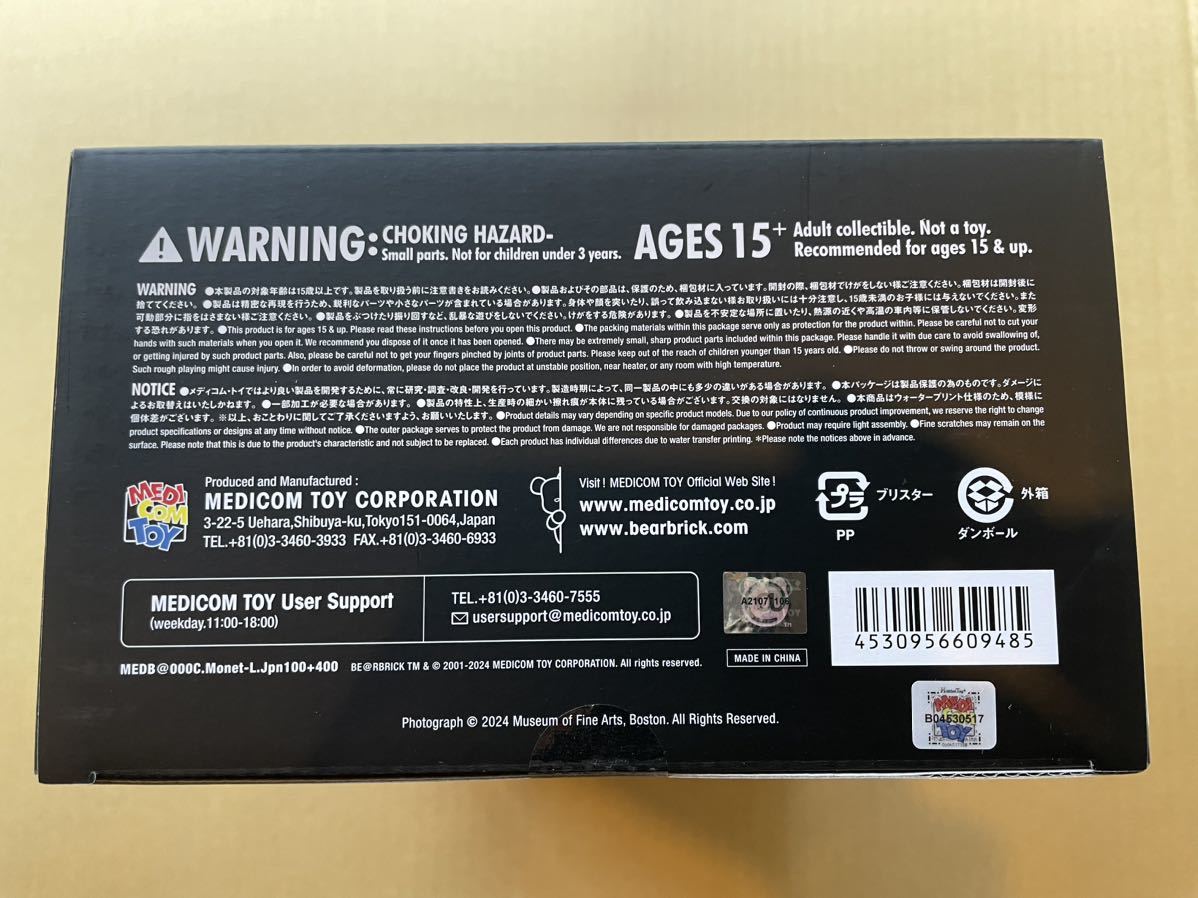 WARNING: CHOKING HAZARD-
Small parts. Not for children under 3 years.
AGES 15+ Adult collectible. Not a toy.
Recommended for ages 15 & up.
WARNING ●本製品の対象年齢は15歳以上です。製品を取り扱う前に注意書きをお読みください。●製品およびその部品は、保護のため、梱包材に入っています。開封の際、梱包材でけがをしない様ご注意ください。梱包材は開封後に
捨ててください。●製品は精密な再現を行うため、鋭利なパーツや小さなパーツが含まれている場合があります。身体や顔を突いたり、誤って飲み込まない様お取り扱いには十分注意し、15歳未満のお子様には与えないでください。また
可動部分に指をはさまない様ご注意ください。●製品をぶつけたり振り回すなど、乱暴な遊びをしないでください。けがをする危険があります。●製品を不安定な場所に置いたり、熱源の近くや高温の車内等に保管しないでください。変形
する恐れがあります。●This product is for ages 15 & up. Please read these instructions before you open this product. ●The packing materials within this package serve only as protection for the product within. Please be careful not to cut your
hands with such materials when you open it. We recommend you dispose of it once it has been opened. ●There may be extremely small, sharp product parts included within this package. Please handle it with due care to avoid swallowing of,
or getting injured by such product parts. Also, please be careful not to get your fingers pinched by joints of product parts. Please keep out of the reach of children younger than 15 years old. ●Please do not throw or swing around the product.
Such rough playing might cause injury. ●In order to avoid deformation, please do not place the product at unstable position, near heater, or any room with high temperature.
NOTICE ●メディコム・トイではより良い製品を開発するために、常に研究・調査・改良・開発を行っています。製造時期によって、同一製品の中にも多少の違いがある場合があります。●本パッケージは製品保護の為のものです。ダメージに
よるお取替えはいたしかねます。●一部加工が必要な場合があります。●製品の特性上、生産時の細かい擦れ痕が本体に残っている場合がございます。交換の対象にはなりません。●本商品はウォータープリント仕様のため、模様に
個体差がございます。※以上、おことわりに関してご了承くださいますよう、お願いいたします。●Product details may vary depending on specific product models. Due to our policy of continuous product improvement, we reserve the right to change
product specifications or designs at any time without notice. ●The outer package serves to protect the product from damage. We are not responsible for damaged packages. ●Product may require light assembly. ●Fine scratches may remain on the
surface. Please note that this is due to the product's characteristic and not subject to be replaced. ●Each product has individual differences due to water transfer printing. *Please note the notices above in advance.
MEDI
COM
TOY
Produced and Manufactured :
MEDICOM TOY CORPORATION
3-22-5 Uehara,Shibuya-ku,Tokyo151-0064,Japan
TEL.+81(0)3-3460-3933 FAX.+81(0)3-3460-6933
Visit ! MEDICOM TOY Official Web Site !
www.medicomtoy.co.jp
www.bearbrick.com
プラ ブリスター
PP
外箱
ダンボール
MEDICOM TOY User Support
(weekday.11:00-18:00)
TEL.+81(0)3-3460-7555
usersupport@medicomtoy.co.jp
A2107 106
TM
MADE IN CHINA
4530956609485
MEDB@000C.Monet-L.Jpn100+400
BE@RBRICK TM & © 2001-2024 MEDICOM TOY CORPORATION. All rights reserved.
Photograph © 2024 Museum of Fine Arts, Boston. All Rights Reserved.
MEDI
B04530517
TOY